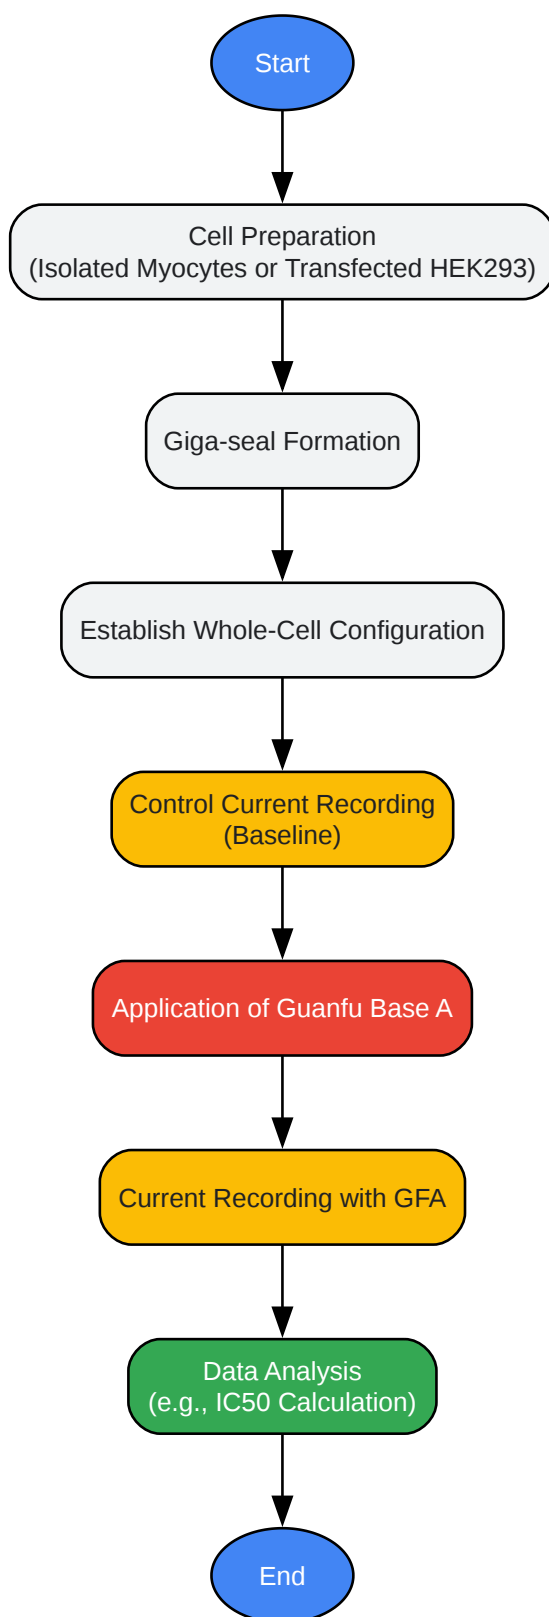 Start
Cell Preparation
(Isolated Myocytes or Transfected HEK293)
Giga-seal Formation
Establish Whole-Cell Configuration
Control Current Recording
(Baseline)
Application of Guanfu Base A
Current Recording with GFA
Data Analysis
(e.g., IC50 Calculation)
End